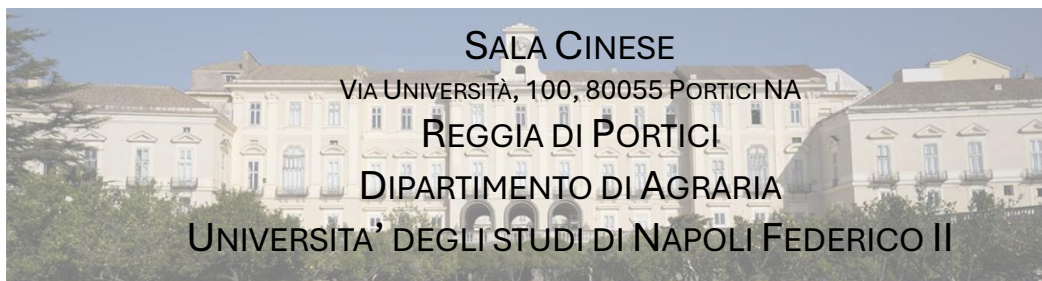 SALA CINESE
VIA UNIVERSITÀ, 100, 80055 PORTICI NA
REGGIA DI PORTICI
DIPARTIMENTO DI AGRARIA
UNIVERSITA' DEGLI STUDI DI NAPOLI FEDERICO II